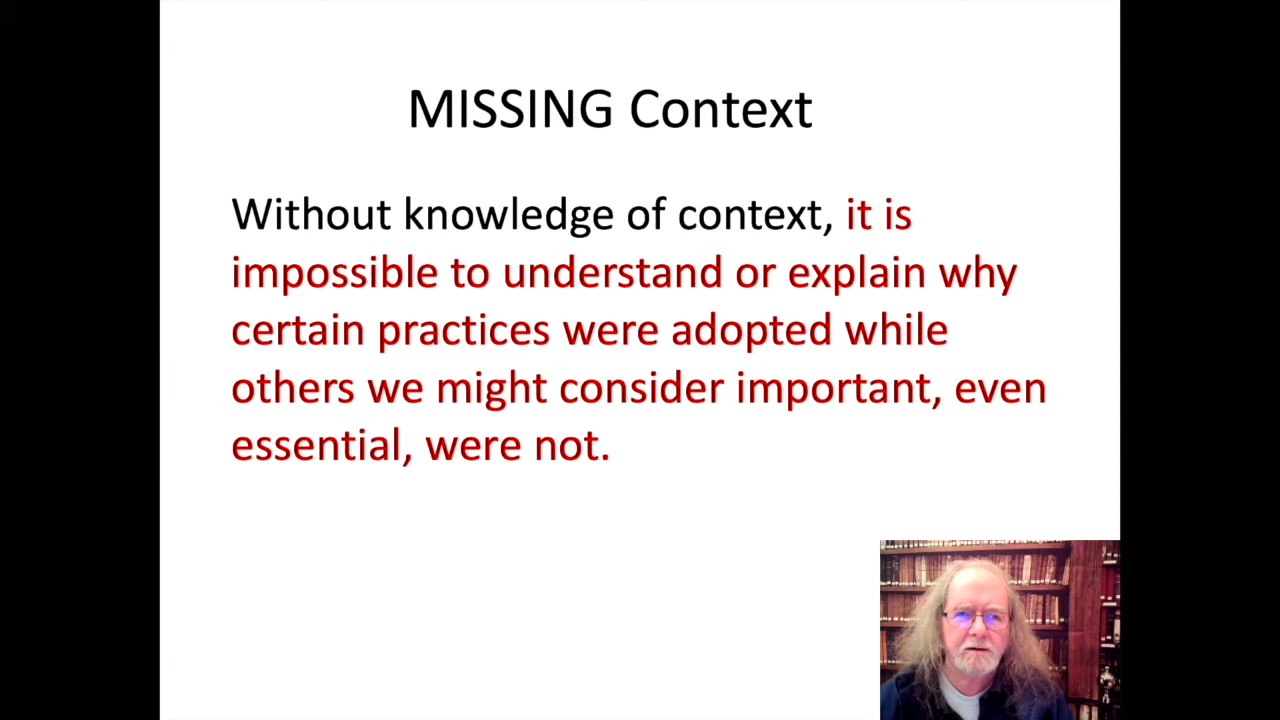 MISSING Context
Without knowledge of context, it is
impossible to understand or explain why
certain practices were adopted while
others we might consider important, even
essential, were not.